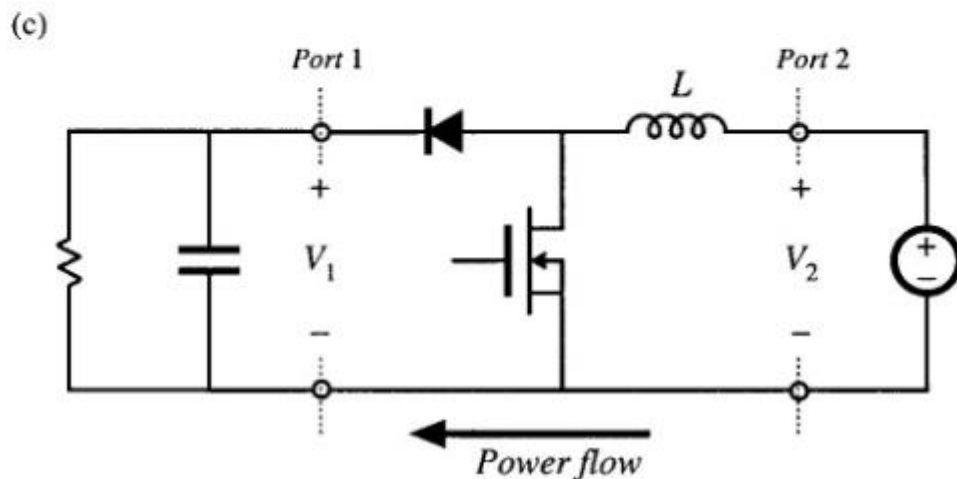 (c)
Port 1
Port 2
L
+
+
V₁
V₂
+
−
−
−
Power flow